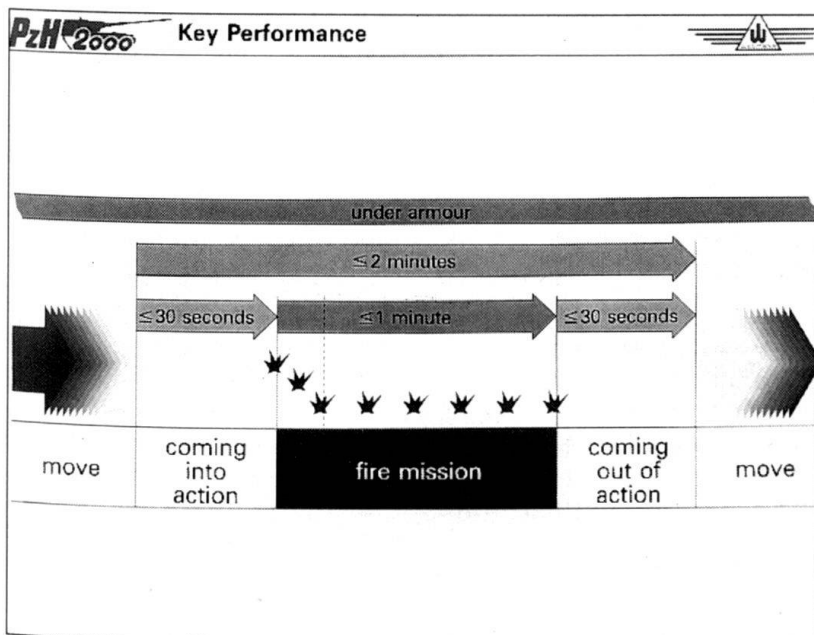 PzH 2000
Key Performance
under armour
≤2 minutes
≤30 seconds
≤1 minute
≤30 seconds
move
coming
into
action
fire mission
coming
out of
action
move